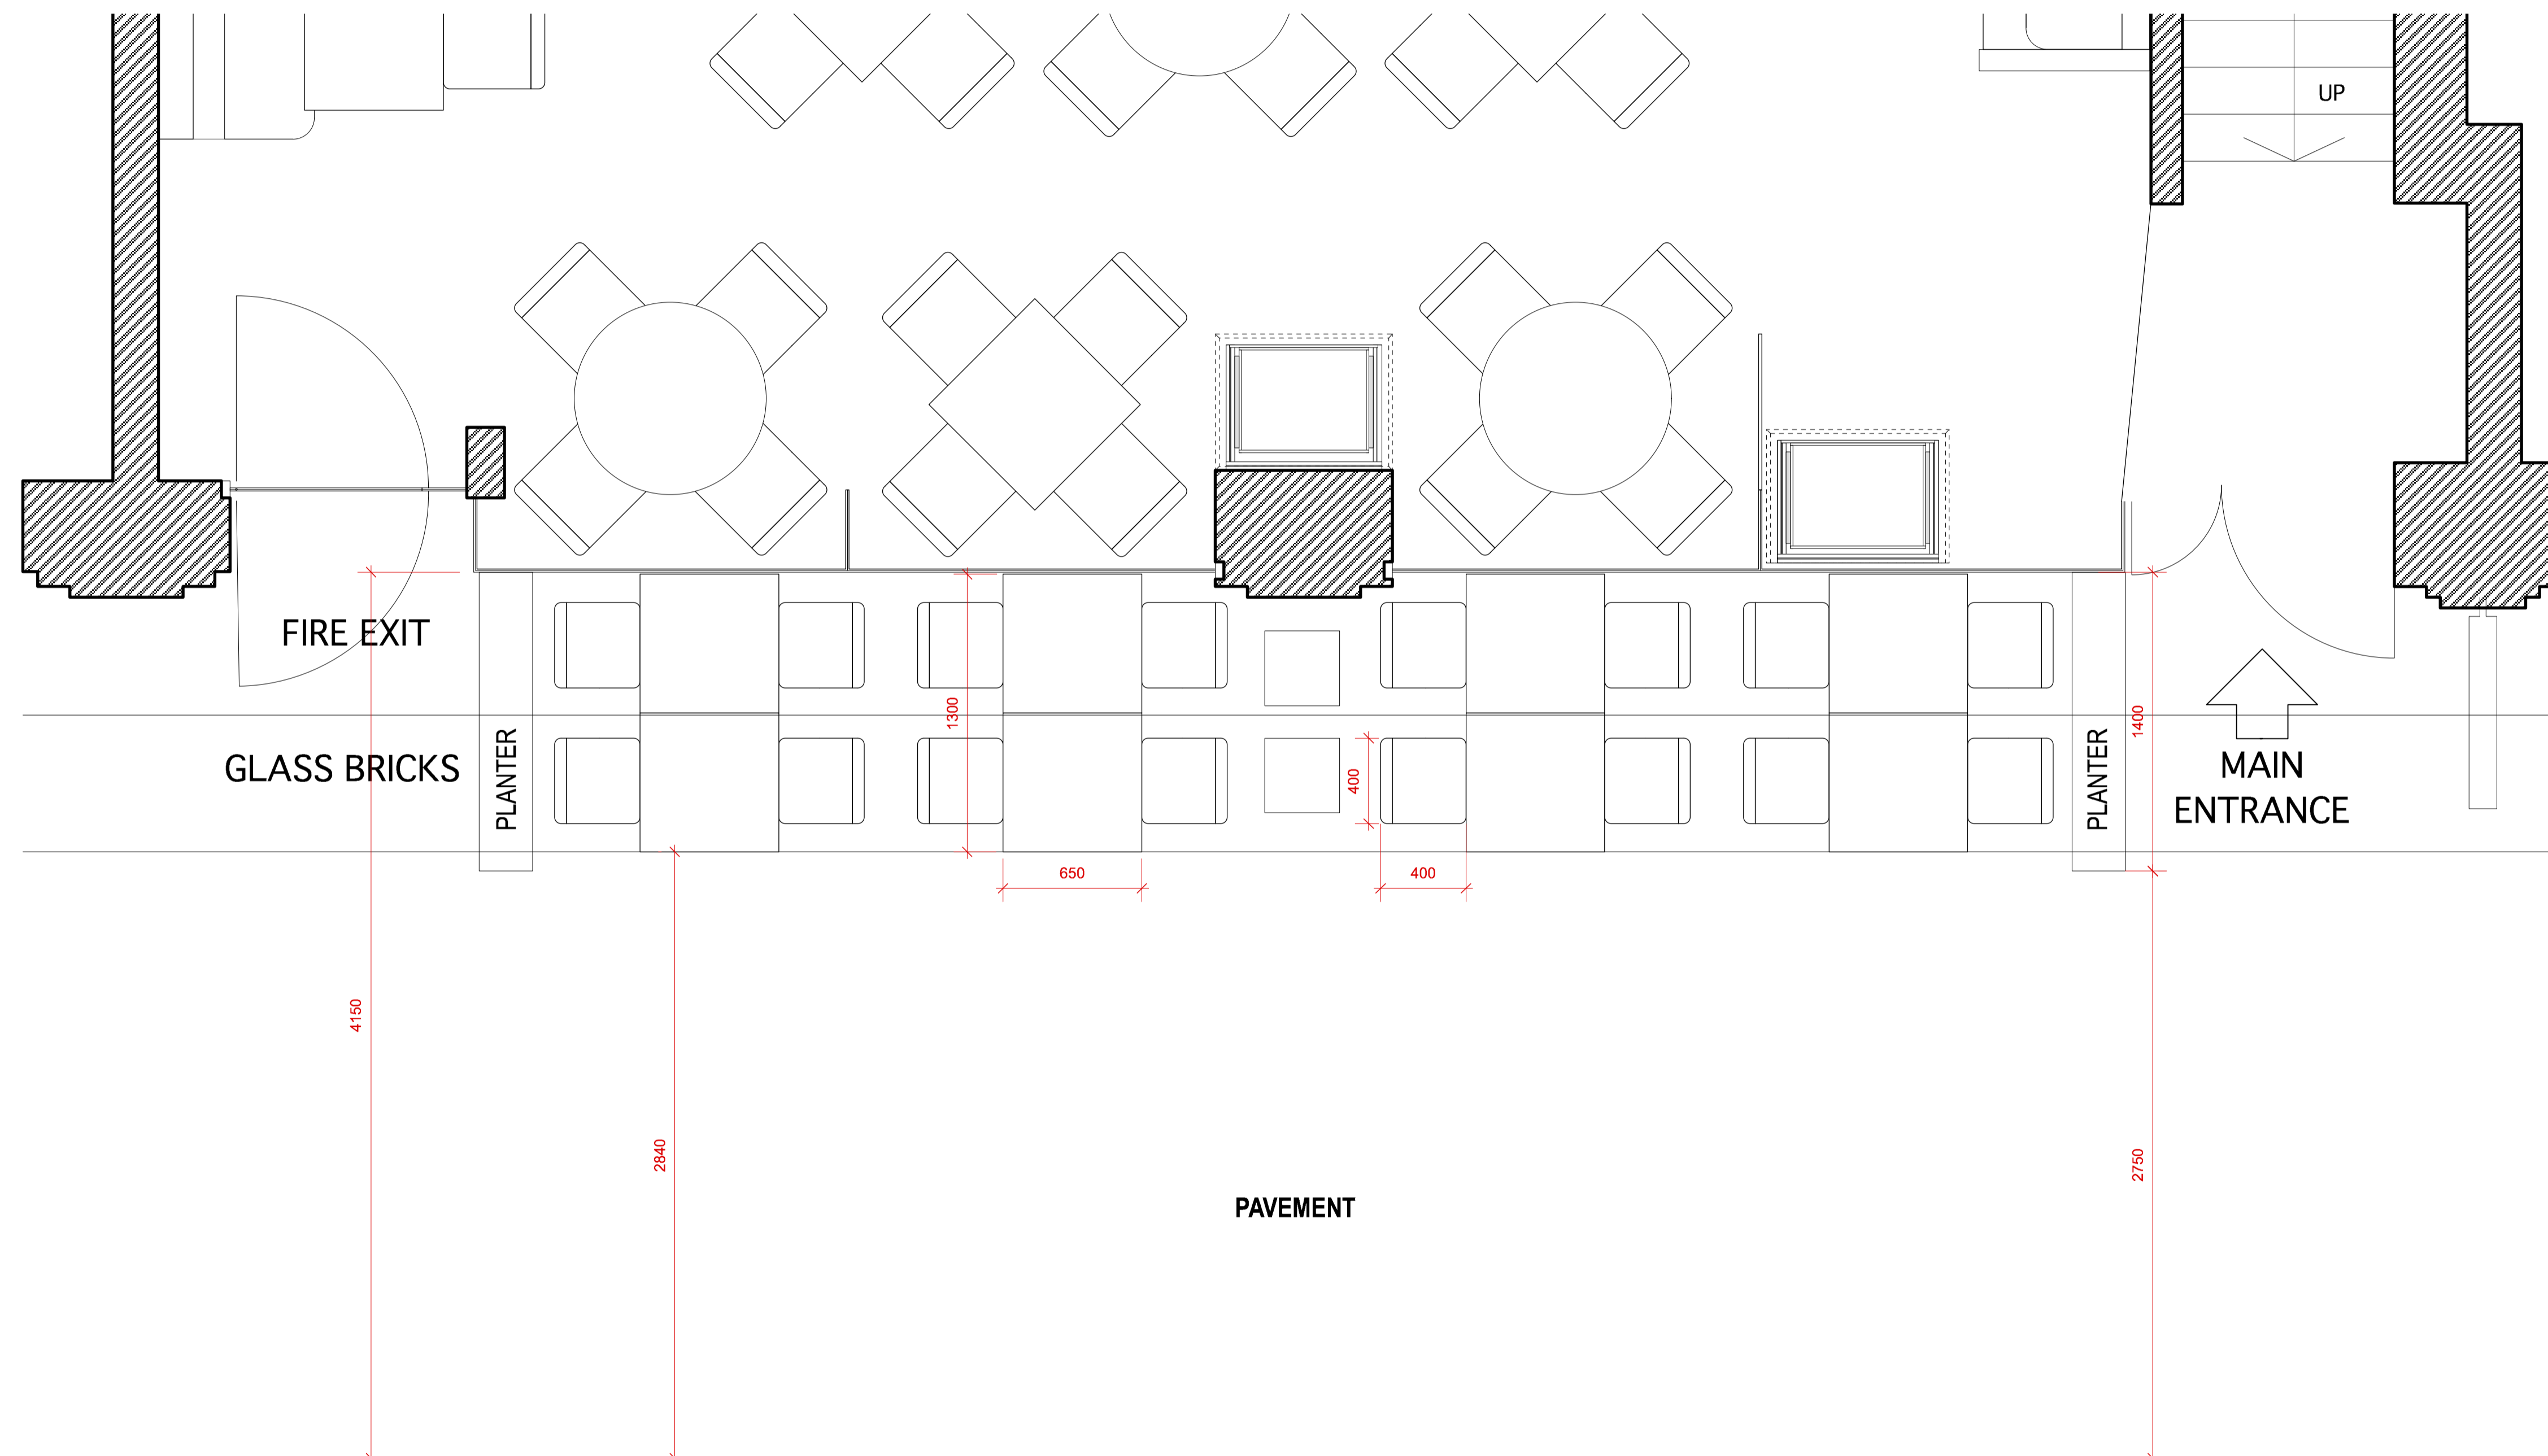 UP
FIRE EXIT
1300
1400
GLASS BRICKS
PLANTER
400
PLANTER
MAIN
ENTRANCE
650
400
4150
2840
2750
PAVEMENT